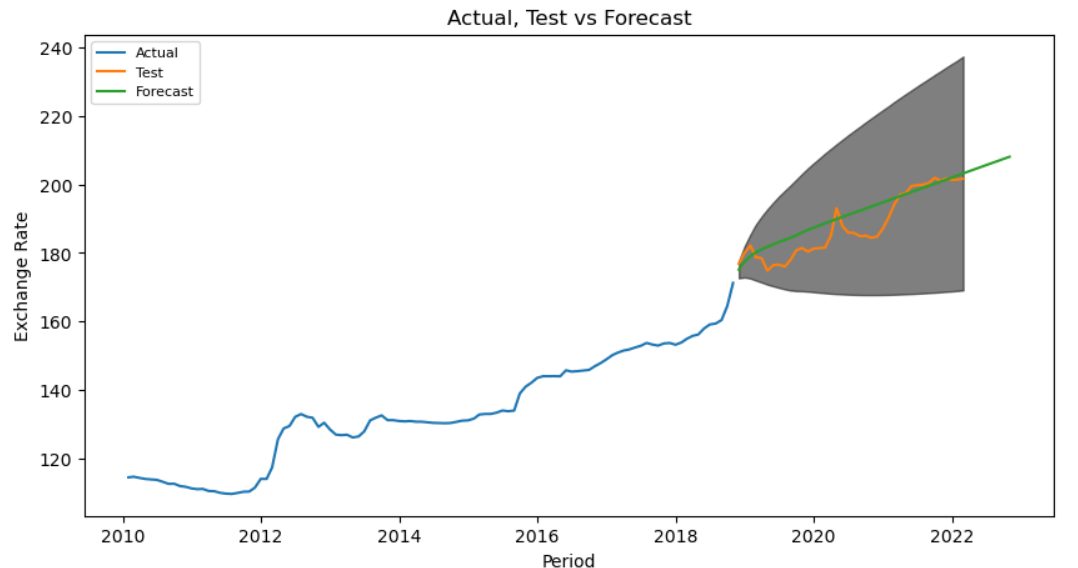 Actual, Test vs Forecast
Actual
Test
Forecast
Exchange Rate
240
220
200
180
160
140
120
2010 2012 2014 2016 2018 2020 2022
Period